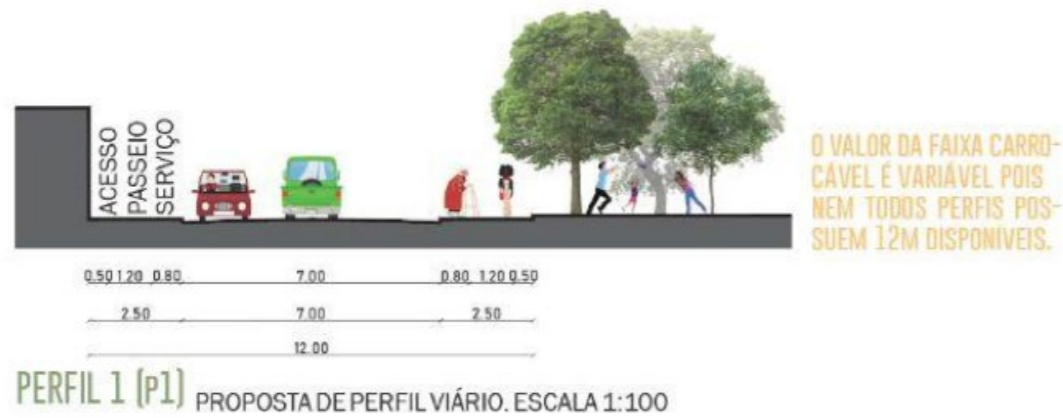 ACESSO
PASSEIO
SERVIÇO
O VALOR DA FAIXA CARRO-
CÁVEL É VARIÁVEL POIS
NEM TODOS PERFIS POS-
SUEM 12M DISPONÍVEIS.
0.50 1.20 0.80 7.00 0.80 1.20 0.50
2.50 7.00 2.50
12.00
PERFIL 1 (P1) PROPOSTA DE PERFIL VIÁRIO. ESCALA 1:100